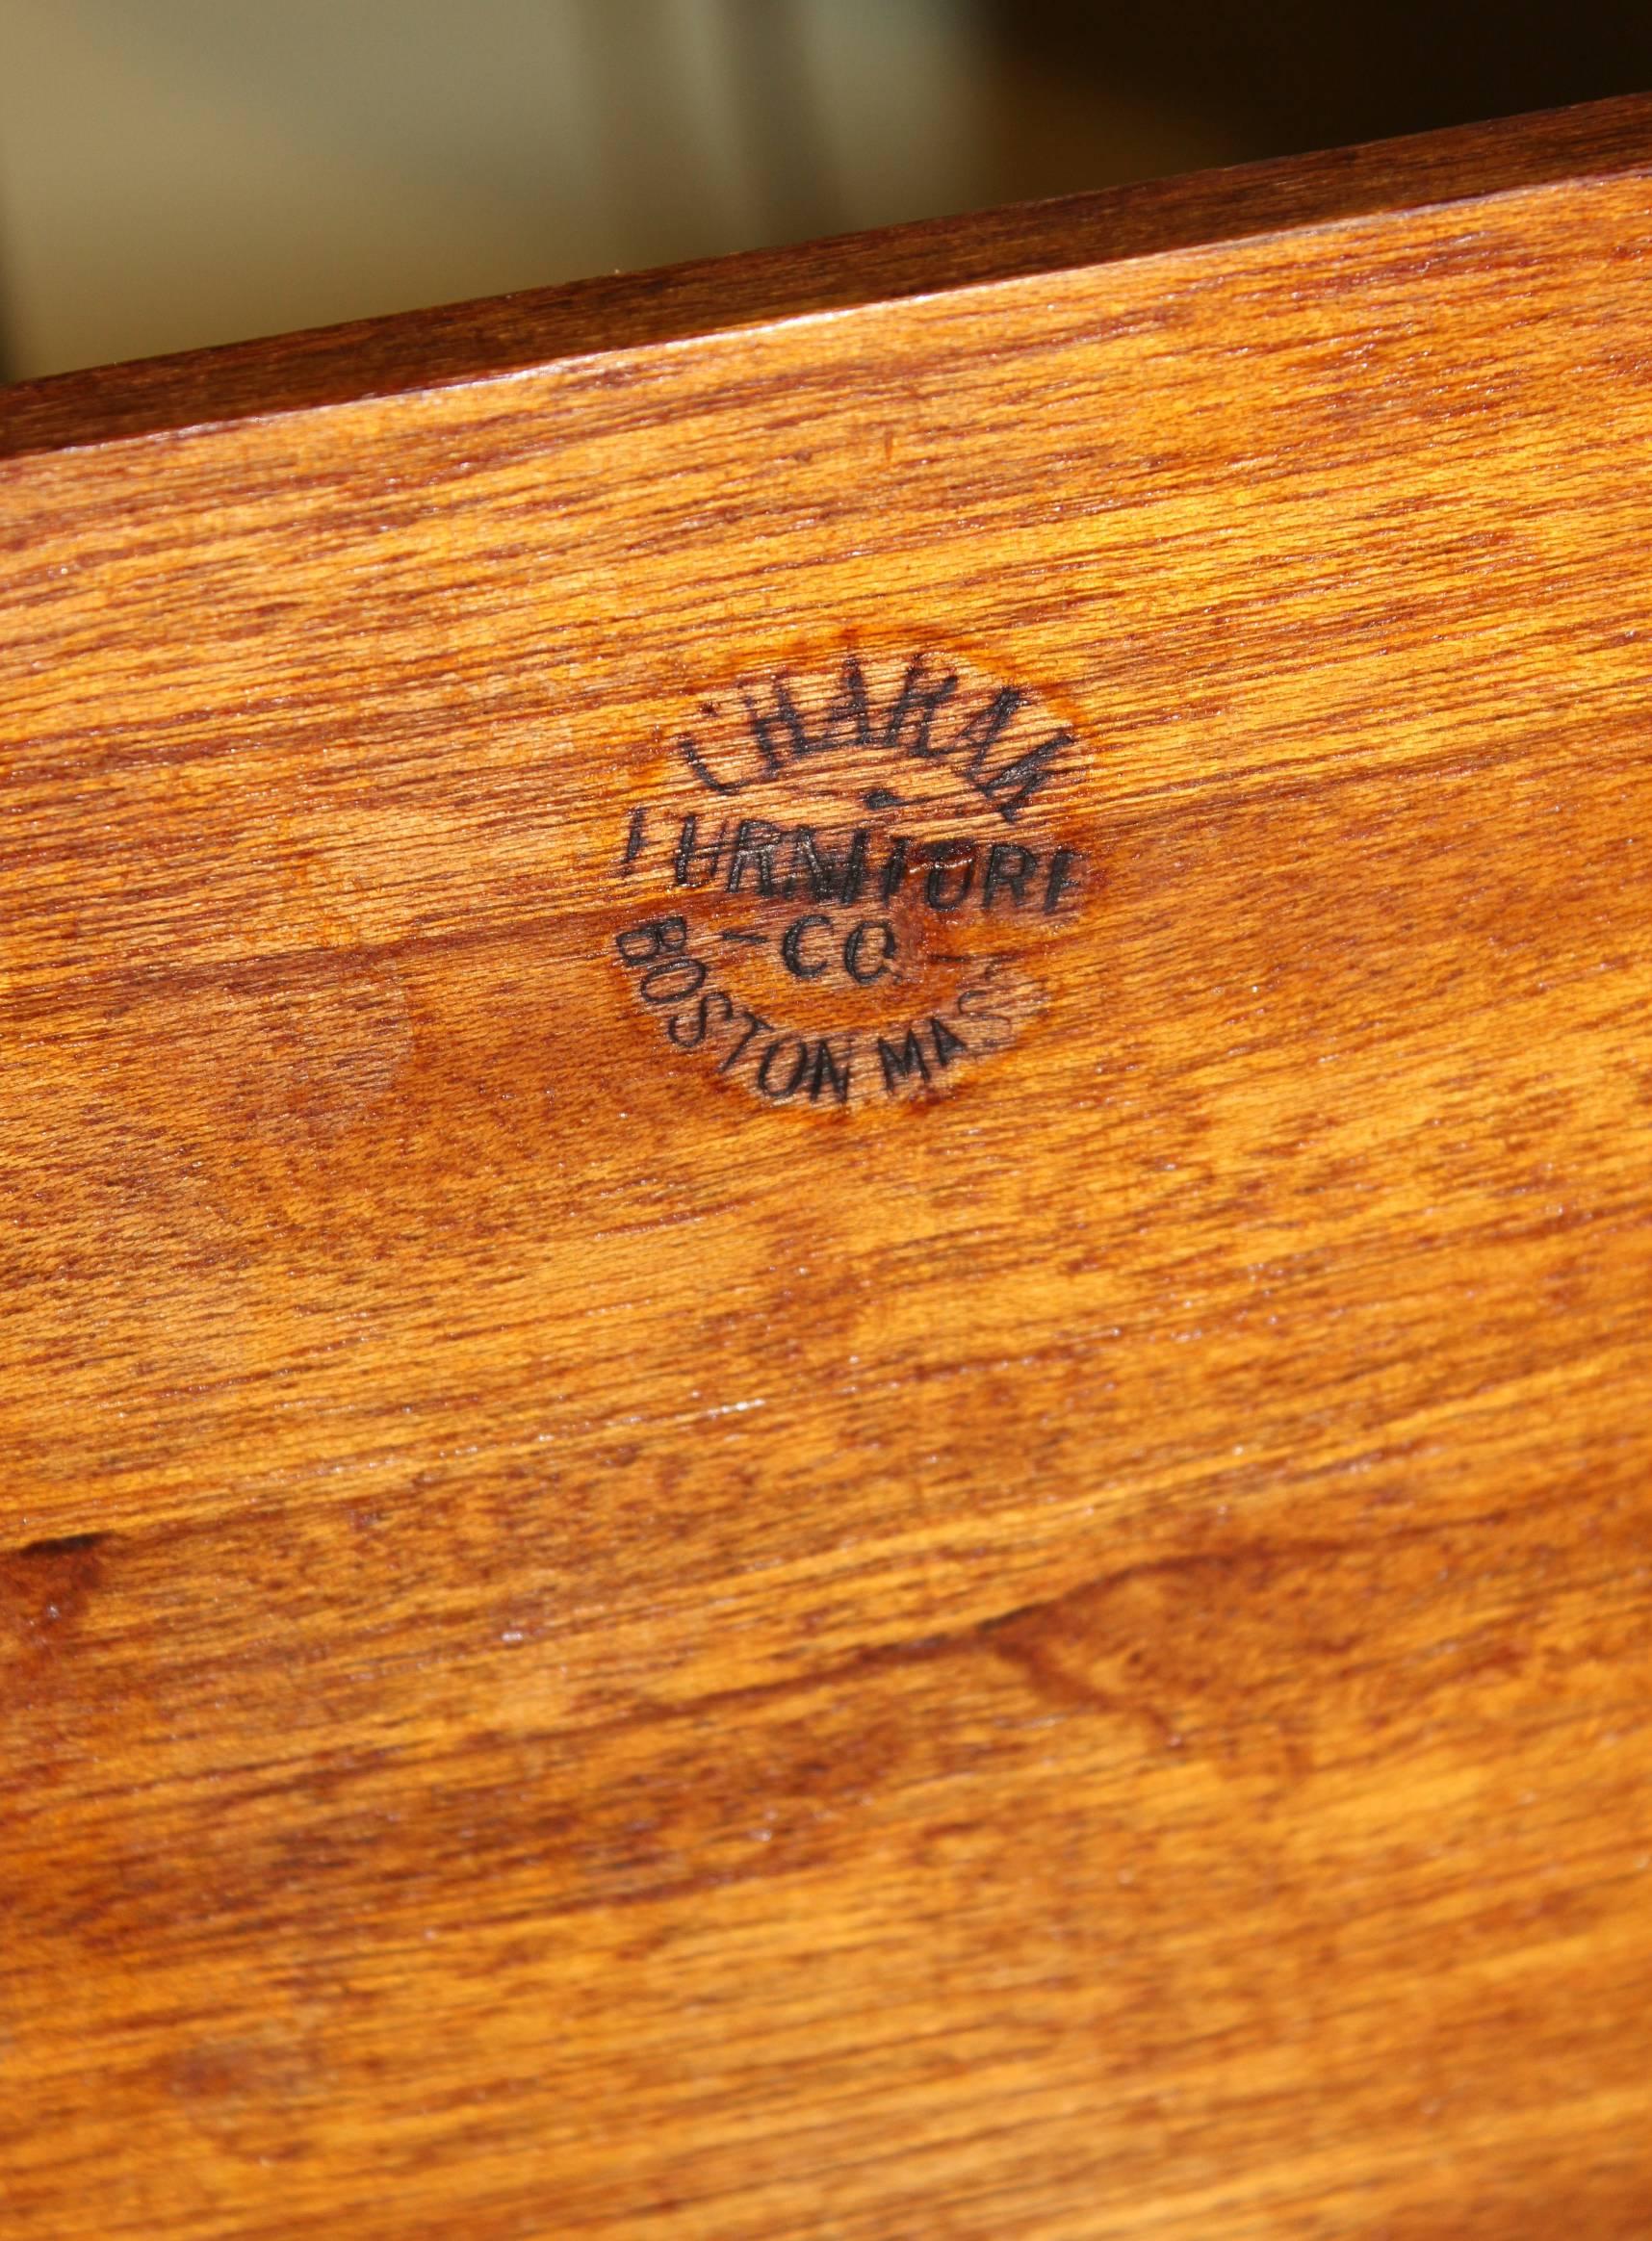 CHARAK
FURNITURE
CO
BOSTON MASS